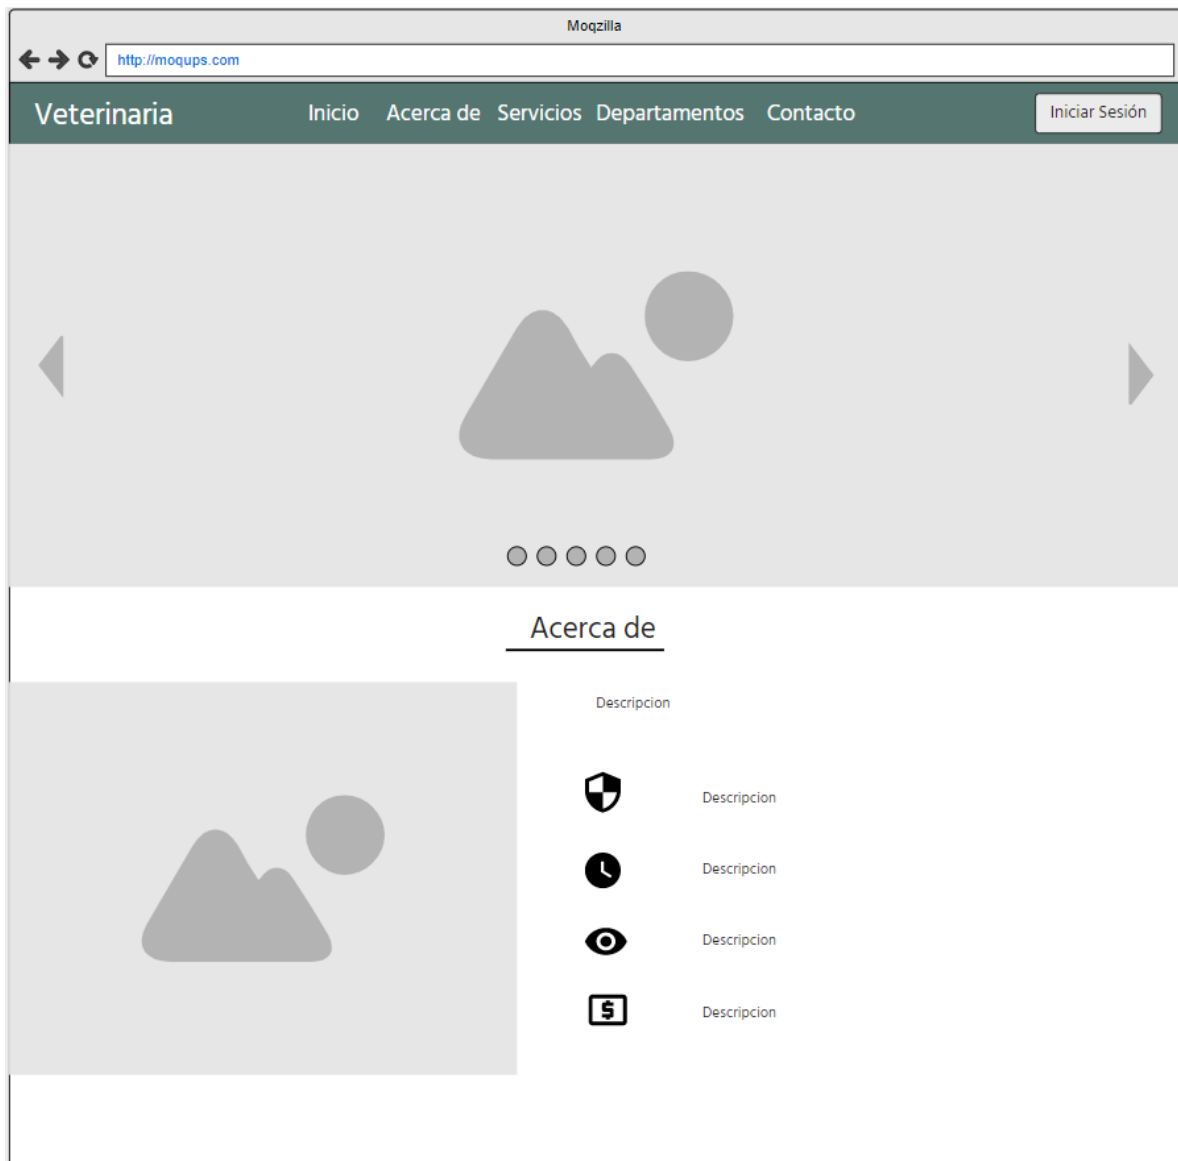 Moqzilla
http://moqups.com
Veterinaria Inicio Acerca de Servicios Departamentos Contacto Iniciar Sesión
Acerca de
Descripcion
Descripcion
Descripcion
Descripcion
Descripcion